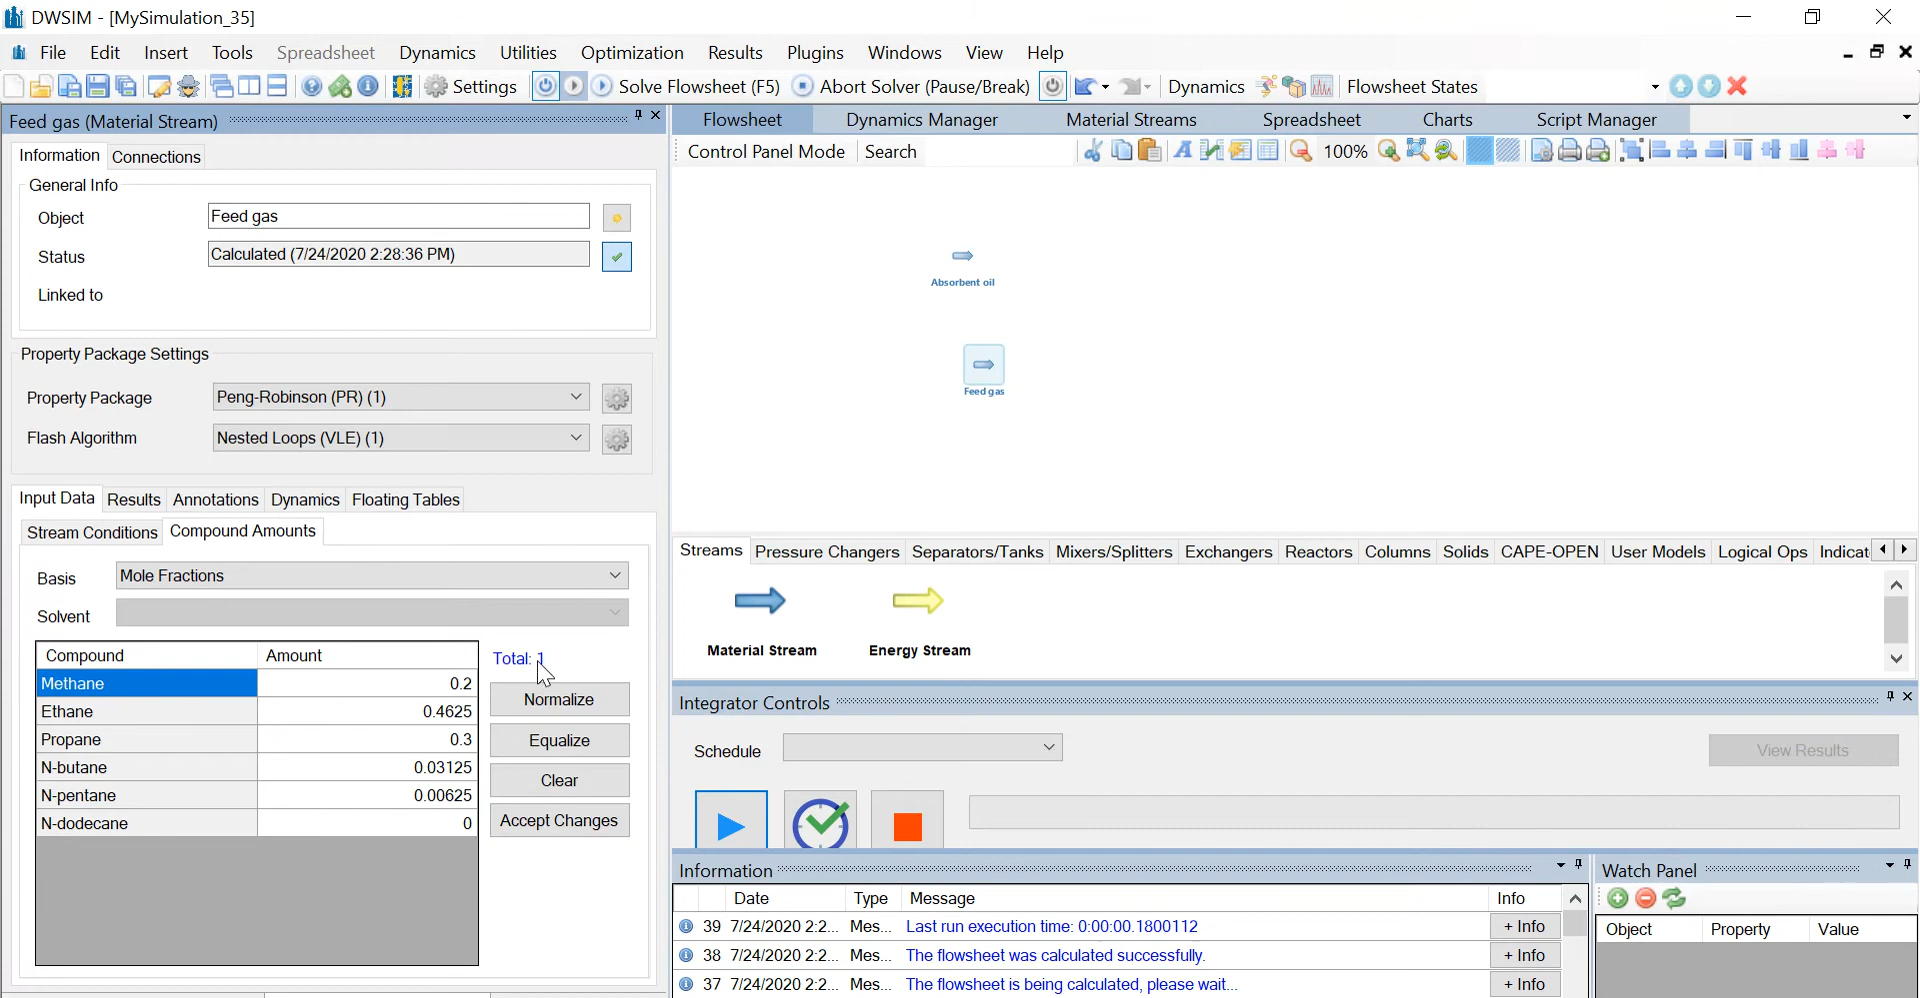 DWSIM - [MySimulation_35]
File Edit Insert Tools Spreadsheet Dynamics Utilities Optimization Results Plugins Windows View Help
Settings Solve Flowsheet (F5) Abort Solver (Pause/Break) Dynamics Flowsheet States
Feed gas (Material Stream)
Information Connections
General Info
Object Feed gas
Status Calculated (7/24/2020 2:28:36 PM)
Linked to
Property Package Settings
Property Package Peng-Robinson (PR) (1)
Flash Algorithm Nested Loops (VLE) (1)
Input Data Results Annotations Dynamics Floating Tables
Stream Conditions Compound Amounts
Basis Mole Fractions
Solvent
Compound Amount
Methane 0.2
Ethane 0.4625
Propane 0.3
N-butane 0.03125
N-pentane 0.00625
N-dodecane 0
Total: 1
Normalize
Equalize
Clear
Accept Changes
Flowsheet Dynamics Manager Material Streams Spreadsheet Charts Script Manager
Control Panel Mode Search 100%
Absorbent oil
Feed gas
Streams Pressure Changers Separators/Tanks Mixers/Splitters Exchangers Reactors Columns Solids CAPE-OPEN User Models Logical Ops Indicat
Material Stream Energy Stream
Integrator Controls
Schedule View Results
Information
Date Type Message Info
39 7/24/2020 2:2... Mes... Last run execution time: 0:00:00.1800112 + Info
38 7/24/2020 2:2... Mes... The flowsheet was calculated successfully. + Info
37 7/24/2020 2:2... Mes... The flowsheet is being calculated, please wait... + Info
Watch Panel
Object Property Value